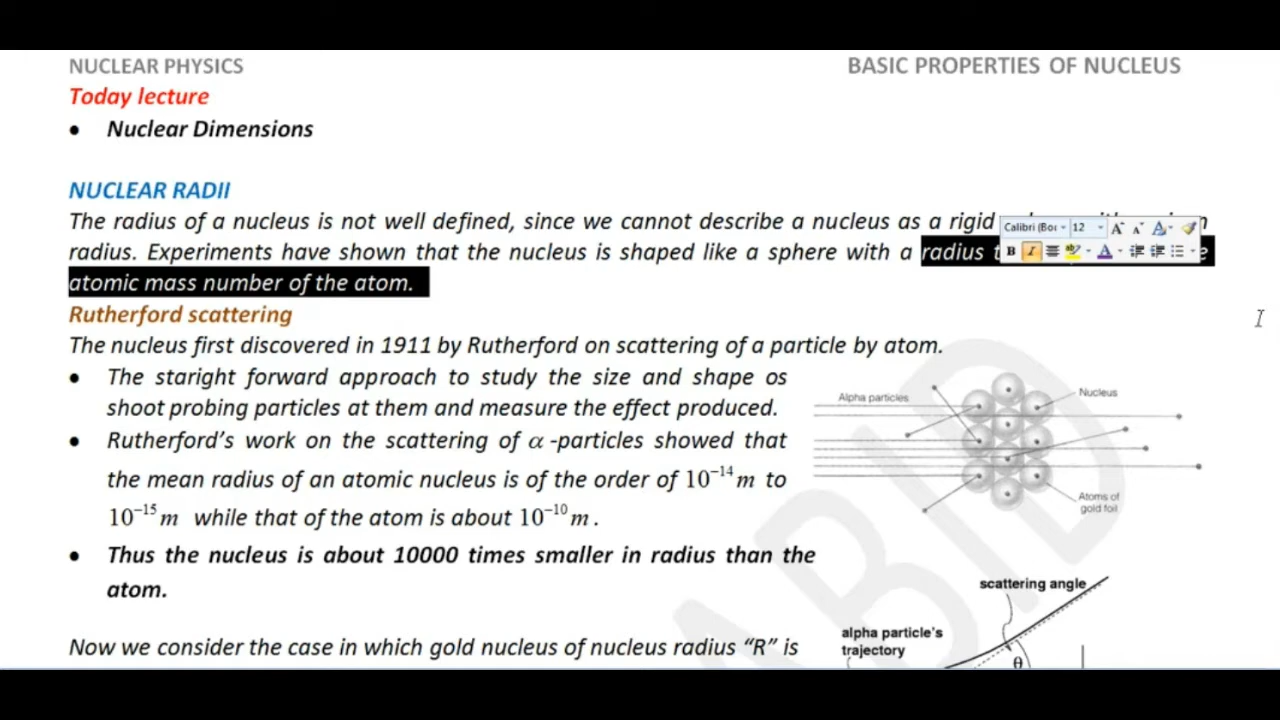 NUCLEAR PHYSICS BASIC PROPERTIES OF NUCLEUS
Today lecture
• Nuclear Dimensions
NUCLEAR RADII
The radius of a nucleus is not well defined, since we cannot describe a nucleus as a rigid
Calibri (Boc 12 A A A
radius. Experiments have shown that the nucleus is shaped like a sphere with a radius
B I ab A
atomic mass number of the atom.
Rutherford scattering
The nucleus first discovered in 1911 by Rutherford on scattering of a particle by atom.
• The staright forward approach to study the size and shape os
shoot probing particles at them and measure the effect produced.
• Rutherford's work on the scattering of α -particles showed that
the mean radius of an atomic nucleus is of the order of 10⁻¹⁴ m to
10⁻¹⁵ m while that of the atom is about 10⁻¹⁰ m .
• Thus the nucleus is about 10000 times smaller in radius than the
atom.
Now we consider the case in which gold nucleus of nucleus radius “R” is
Alpha particles
Nucleus
Atoms of
gold foil
scattering angle
alpha particle's
trajectory
θ
ABID